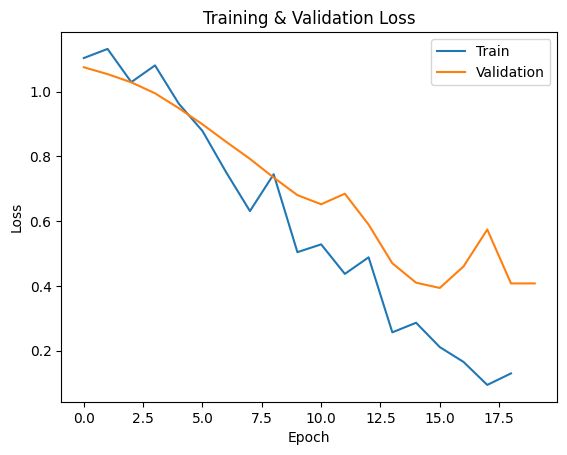 Training & Validation Loss
Train
Validation
1.0
0.8
0.6
0.4
0.2
Loss
0.0 2.5 5.0 7.5 10.0 12.5 15.0 17.5
Epoch